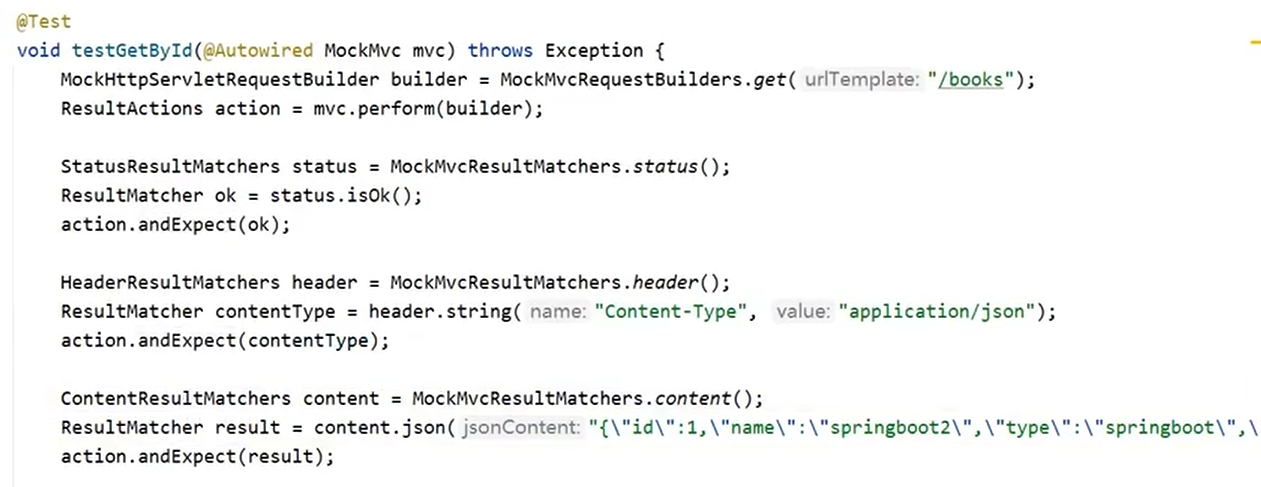 @Test
void testGetById(@Autowired MockMvc mvc) throws Exception {
MockHttpServletRequestBuilder builder = MockMvcRequestBuilders.get( urlTemplate: "/books");
ResultActions action = mvc.perform(builder);
StatusResultMatchers status = MockMvcResultMatchers.status();
ResultMatcher ok = status.isOk();
action.andExpect(ok);
HeaderResultMatchers header = MockMvcResultMatchers.header();
ResultMatcher contentType = header.string( name: "Content-Type", value: "application/json");
action.andExpect(contentType);
ContentResultMatchers content = MockMvcResultMatchers.content();
ResultMatcher result = content.json( jsonContent: "{\"id\":1,\"name\":\"springboot2\",\"type\":\"springboot\",\
action.andExpect(result);